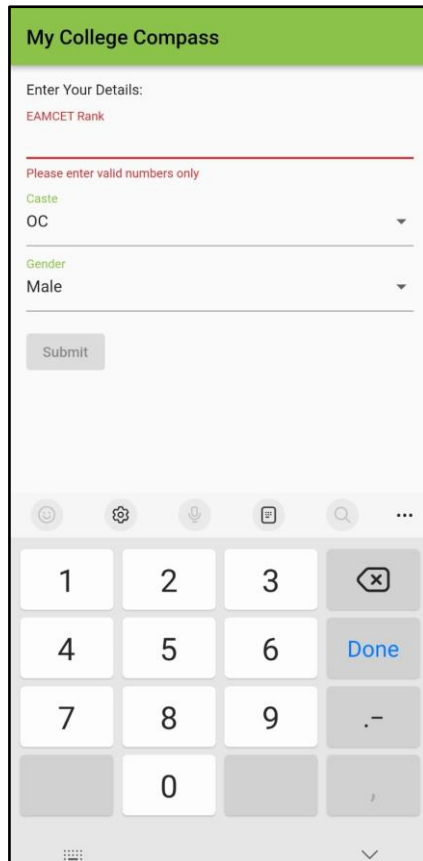 My College Compass
Enter Your Details:
EAMCET Rank
Please enter valid numbers only
Caste
OC
Gender
Male
Submit
1 2 3
4 5 6 Done
7 8 9 .-
0 ,